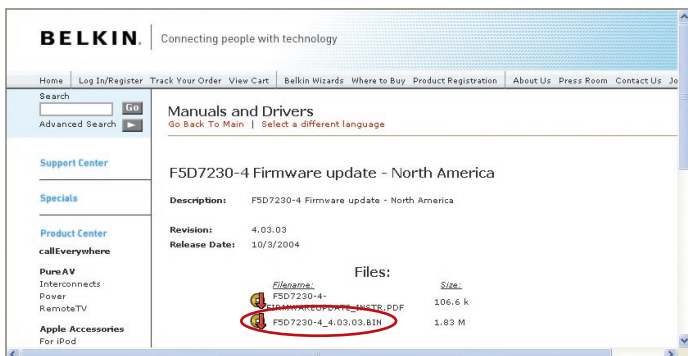 BELKIN. Connecting people with technology
Home Log In/Register Track Your Order View Cart Belkin Wizards Where to Buy Product Registration About Us Press Room Contact Us Jo
Search
Go
Advanced Search
Manuals and Drivers
Go Back To Main | Select a different language
Support Center
F5D7230-4 Firmware update - North America
Specials
Description: F5D7230-4 Firmware update - North America
Product Center
Revision: 4.03.03
callEverywhere
Release Date: 10/3/2004
PureAV
Interconnects
Power
RemoteTV
Files:
Filename: Size:
F5D7230-4-
FIRMWAREUPDATE_INSTR.PDF 106.6 k
F5D7230-4_4.03.03.BIN 1.83 M
Apple Accessories
For iPod